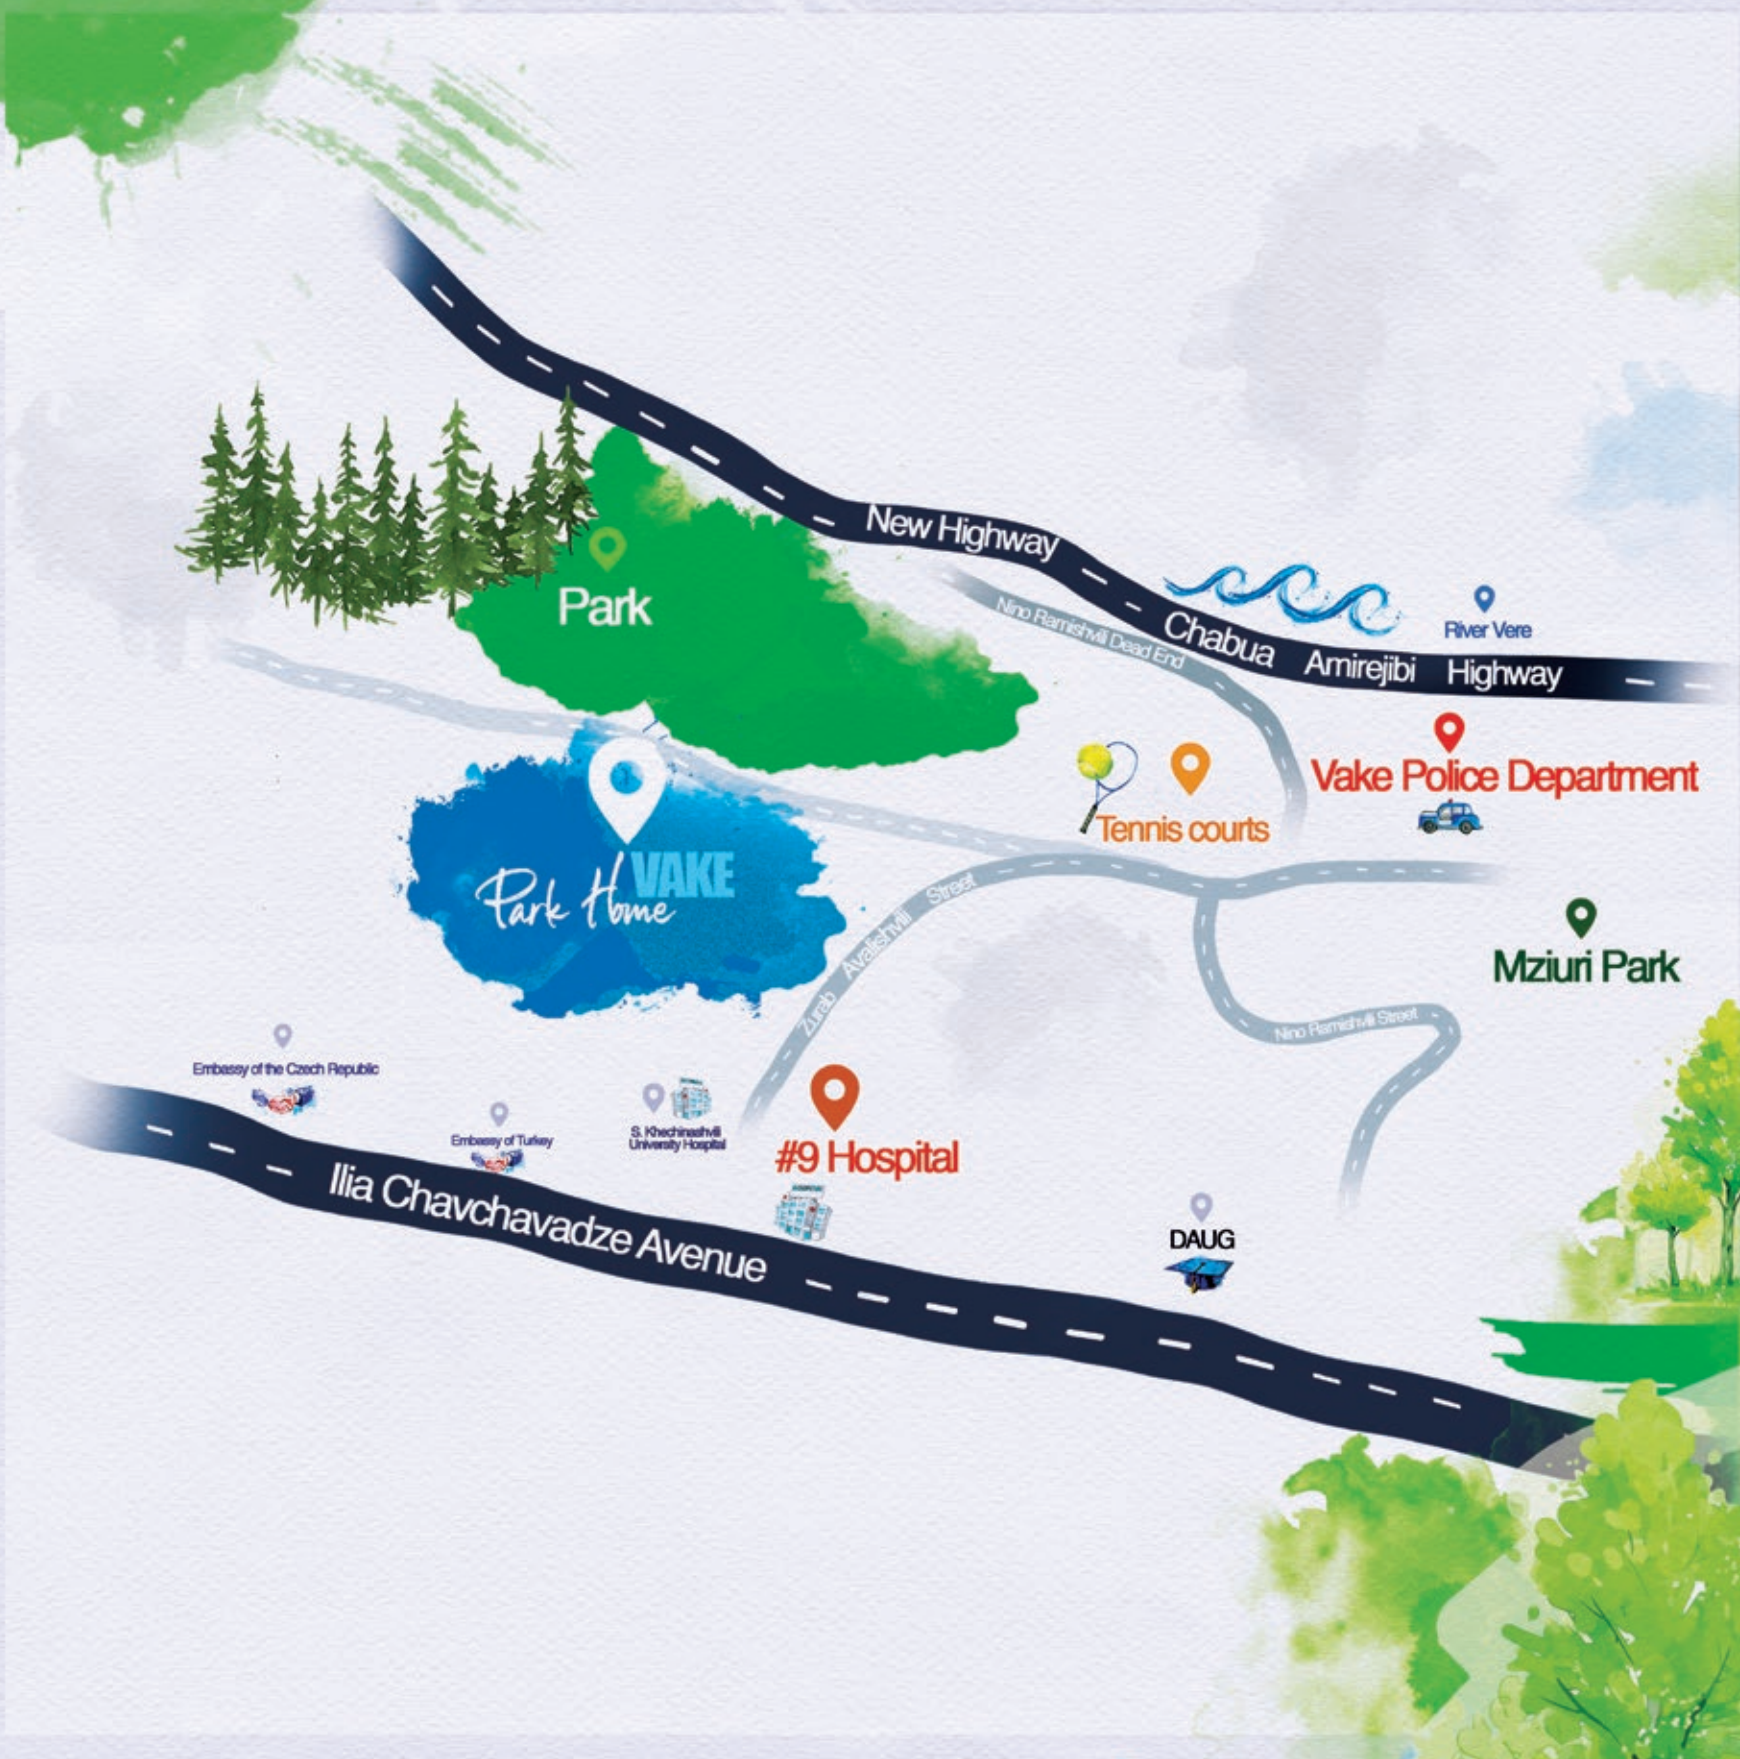 New Highway
Park
Nino Ramishvili Dead End
Chabua Amirejibi Highway
River Vere
Vake Police Department
Tennis courts
Park Home VAKE
Zurab Avalishvili Street
Mziuri Park
Nino Ramishvili Street
Embassy of the Czech Republic
Embassy of Turkey
S. Khechinashvili
University Hospital
#9 Hospital
Ilia Chavchavadze Avenue
DAUG